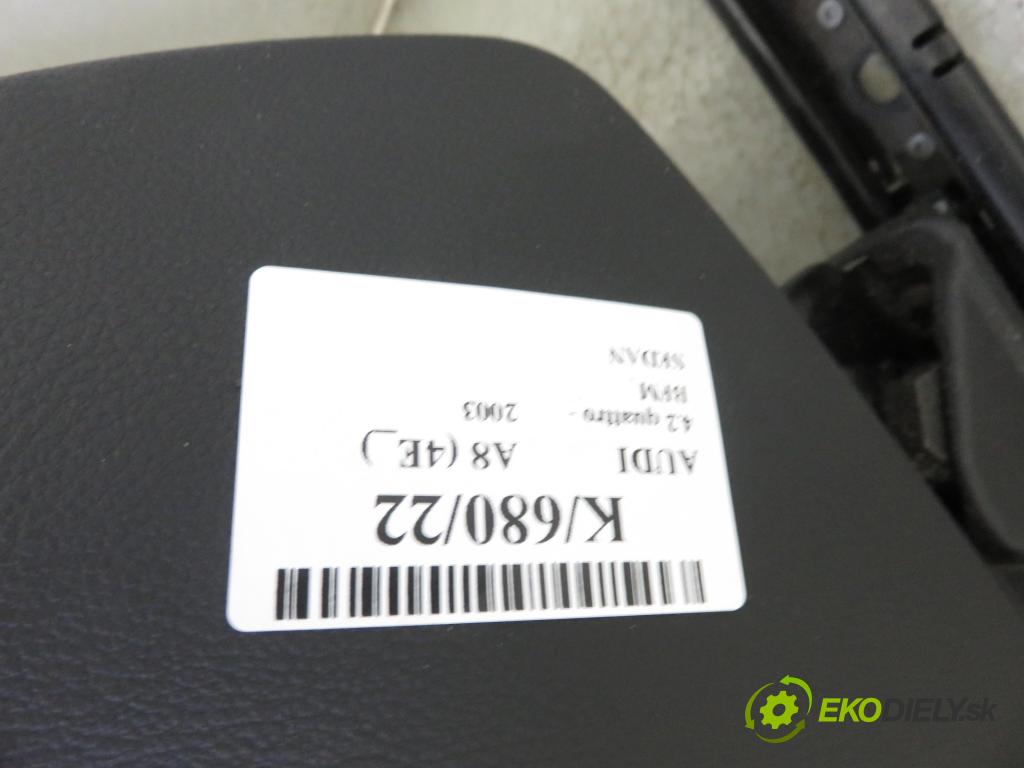 K/680/22
AUDI A8 (4E_)
4.2 quattro - 2003
BFM
SEDAN
EKODIELY.sk